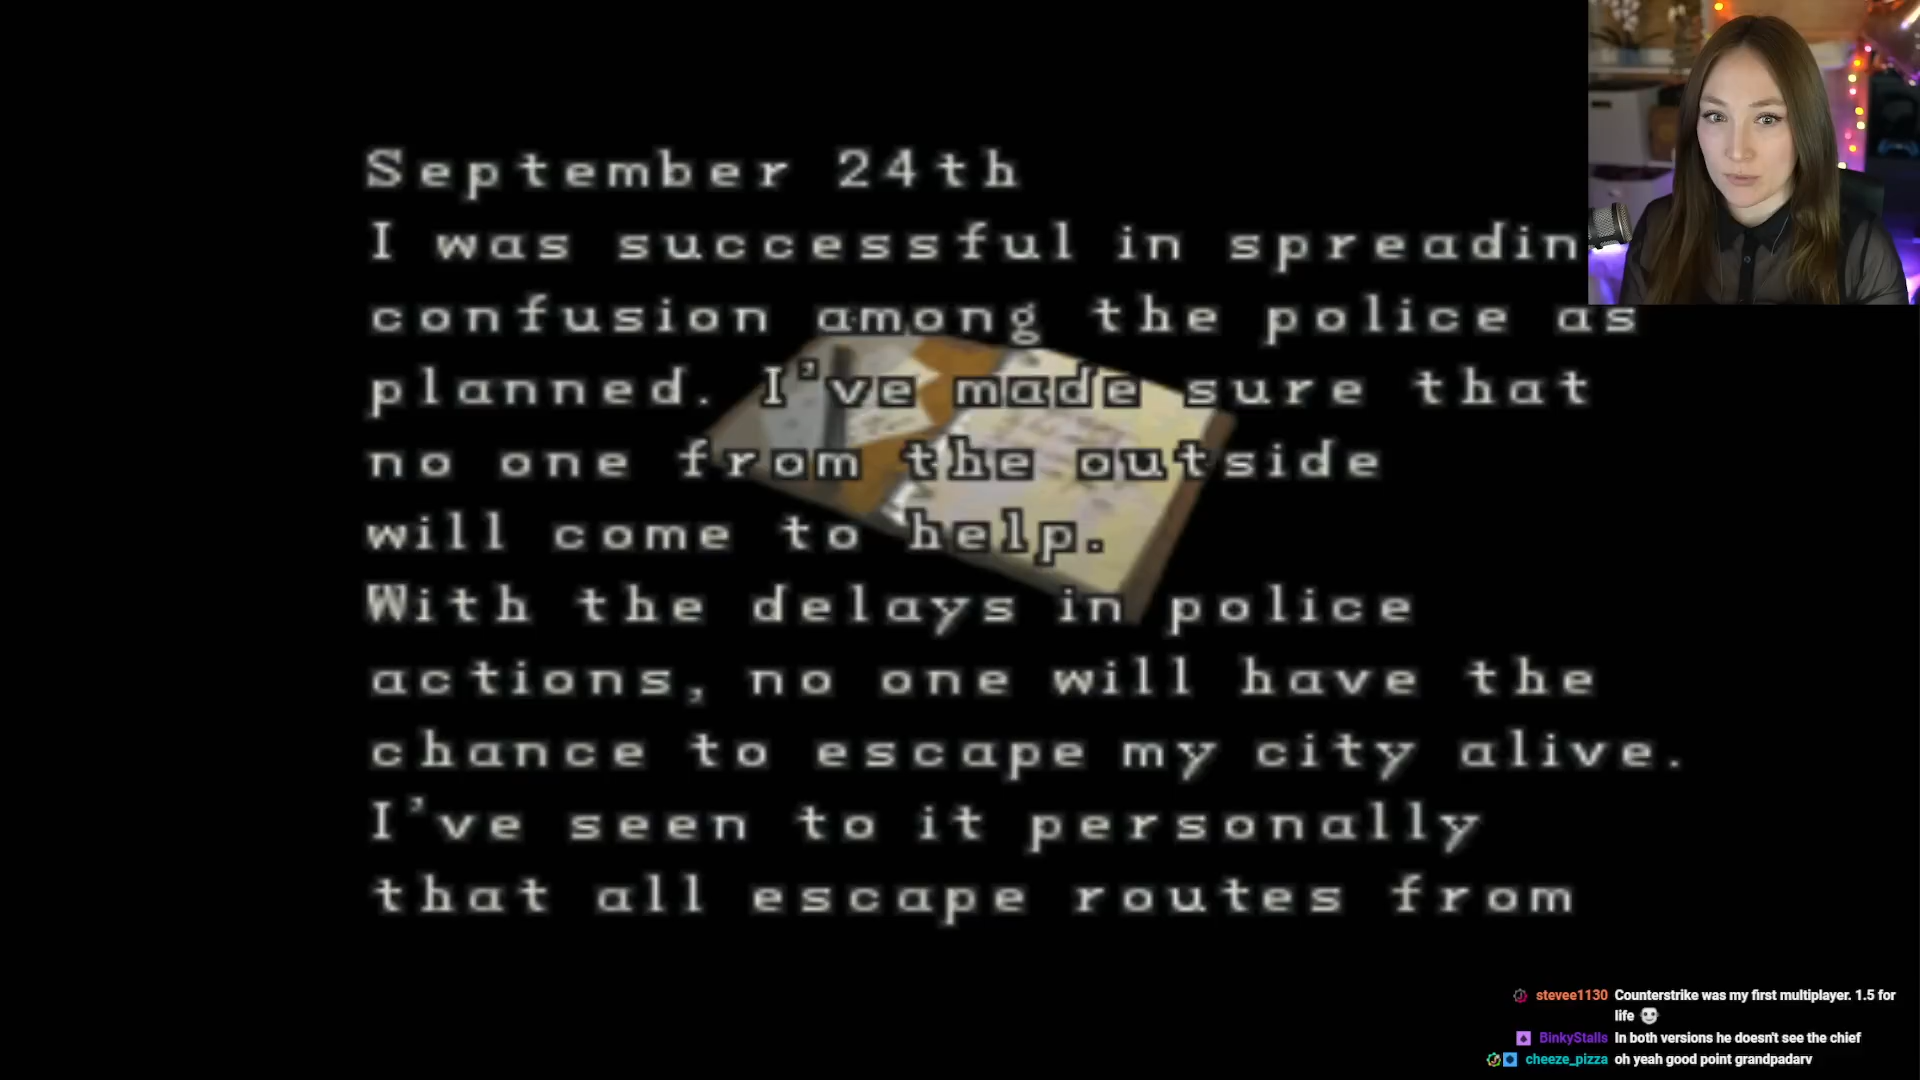 September 24th
I was successful in spreadin
confusion among the police as
planned. I've made sure that
no one from the outside
will come to help.
With the delays in police
actions, no one will have the
chance to escape my city alive.
I've seen to it personally
that all escape routes from
stevee1130 Counterstrike was my first multiplayer. 1.5 for
life
BinkyStalls In both versions he doesn't see the chief
cheeze_pizza oh yeah good point grandpadarv